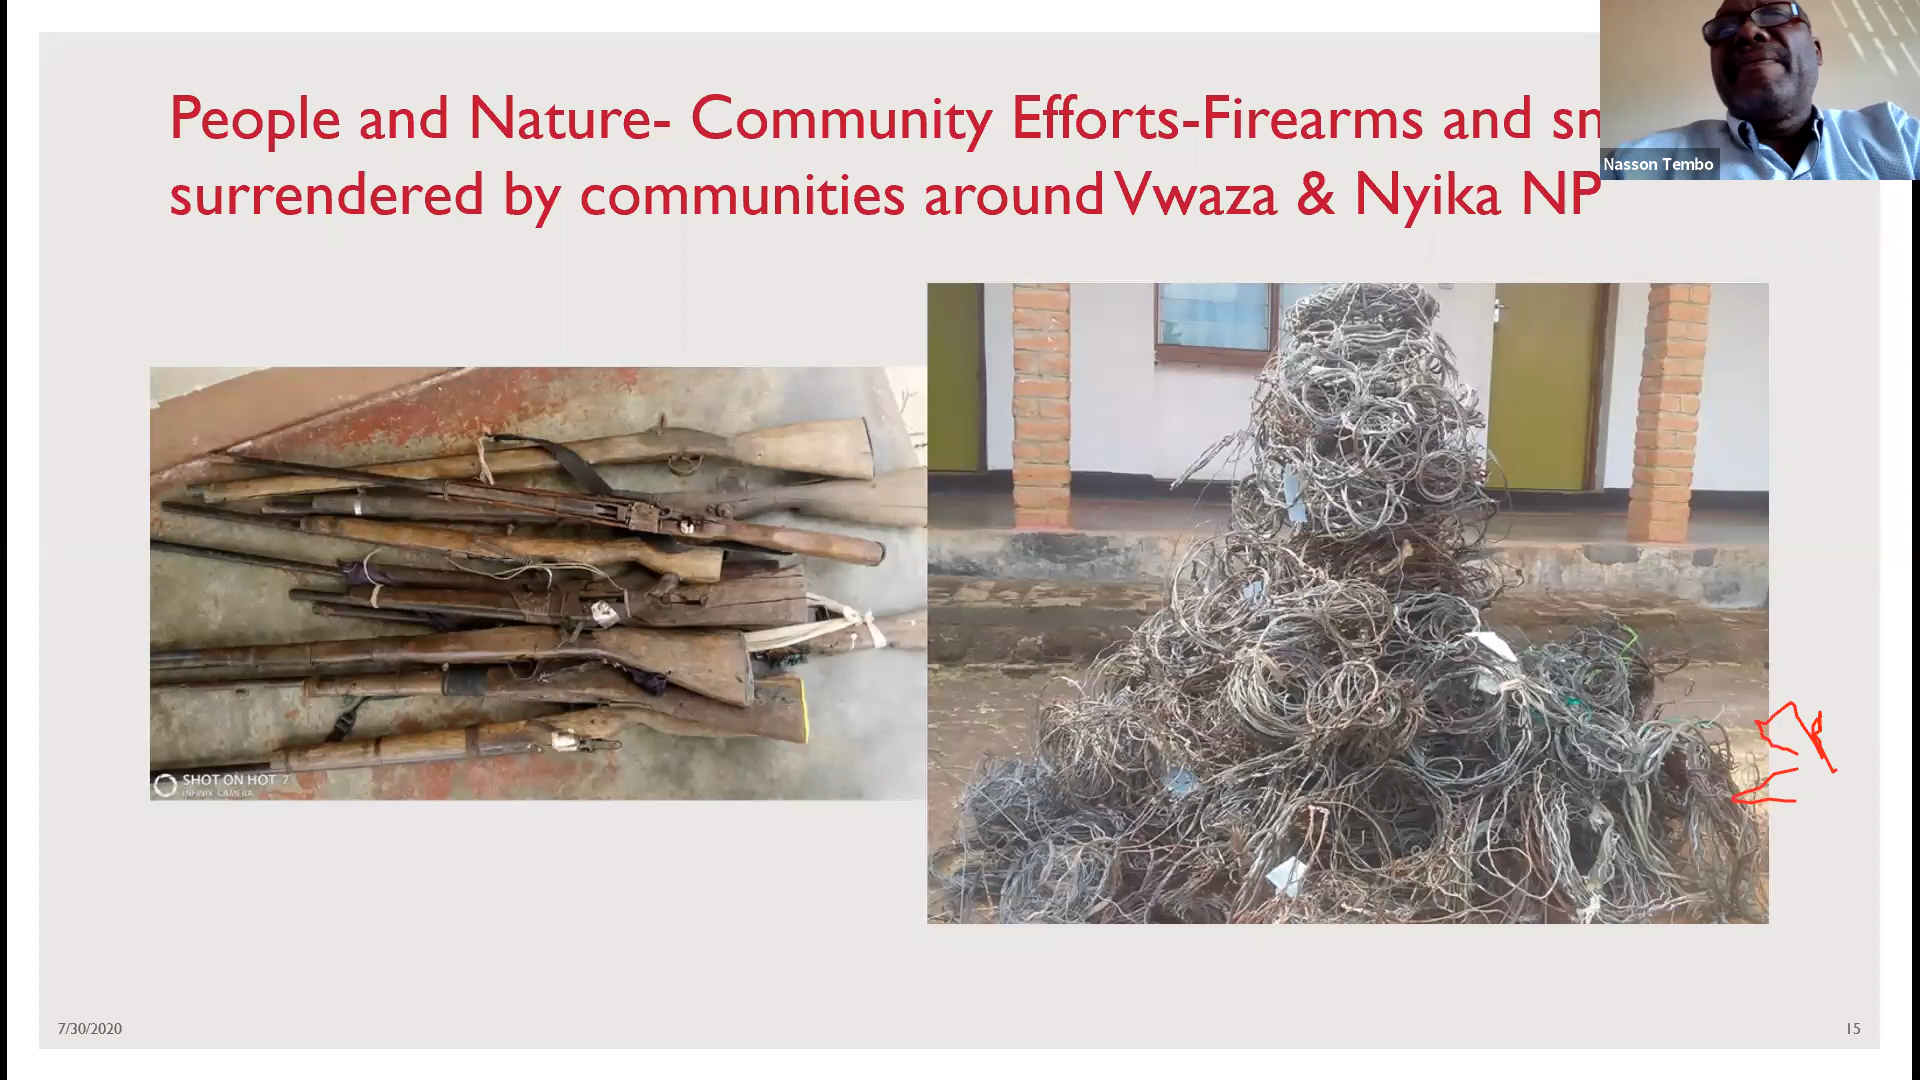 People and Nature- Community Efforts-Firearms and sn
surrendered by communities around Vwaza & Nyika NP
Nasson Tembo
SHOT ON HOT 7
INFINIX CAMERA
7/30/2020
15